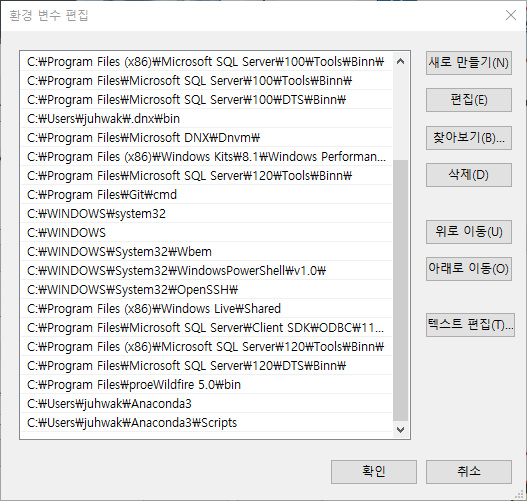 환경 변수 편집
C:₩Program Files (x86)₩Microsoft SQL Server₩100₩Tools₩Binn₩
C:₩Program Files₩Microsoft SQL Server₩100₩Tools₩Binn₩
C:₩Program Files₩Microsoft SQL Server₩100₩DTS₩Binn₩
C:₩Users₩juhwak₩.dnx₩bin
C:₩Program Files₩Microsoft DNX₩Dnvm₩
C:₩Program Files (x86)₩Windows Kits₩8.1₩Windows Performan...
C:₩Program Files₩Microsoft SQL Server₩120₩Tools₩Binn₩
C:₩Program Files₩Git₩cmd
C:₩WINDOWS₩system32
C:₩WINDOWS
C:₩WINDOWS₩System32₩Wbem
C:₩WINDOWS₩System32₩WindowsPowerShell₩v1.0₩
C:₩WINDOWS₩System32₩OpenSSH₩
C:₩Program Files (x86)₩Windows Live₩Shared
C:₩Program Files₩Microsoft SQL Server₩Client SDK₩ODBC₩11...
C:₩Program Files (x86)₩Microsoft SQL Server₩120₩Tools₩Binn₩
C:₩Program Files₩Microsoft SQL Server₩120₩DTS₩Binn₩
C:₩Program Files₩proeWildfire 5.0₩bin
C:₩Users₩juhwak₩Anaconda3
C:₩Users₩juhwak₩Anaconda3₩Scripts
새로 만들기(N)
편집(E)
찾아보기(B)...
삭제(D)
위로 이동(U)
아래로 이동(O)
텍스트 편집(T)...
확인
취소